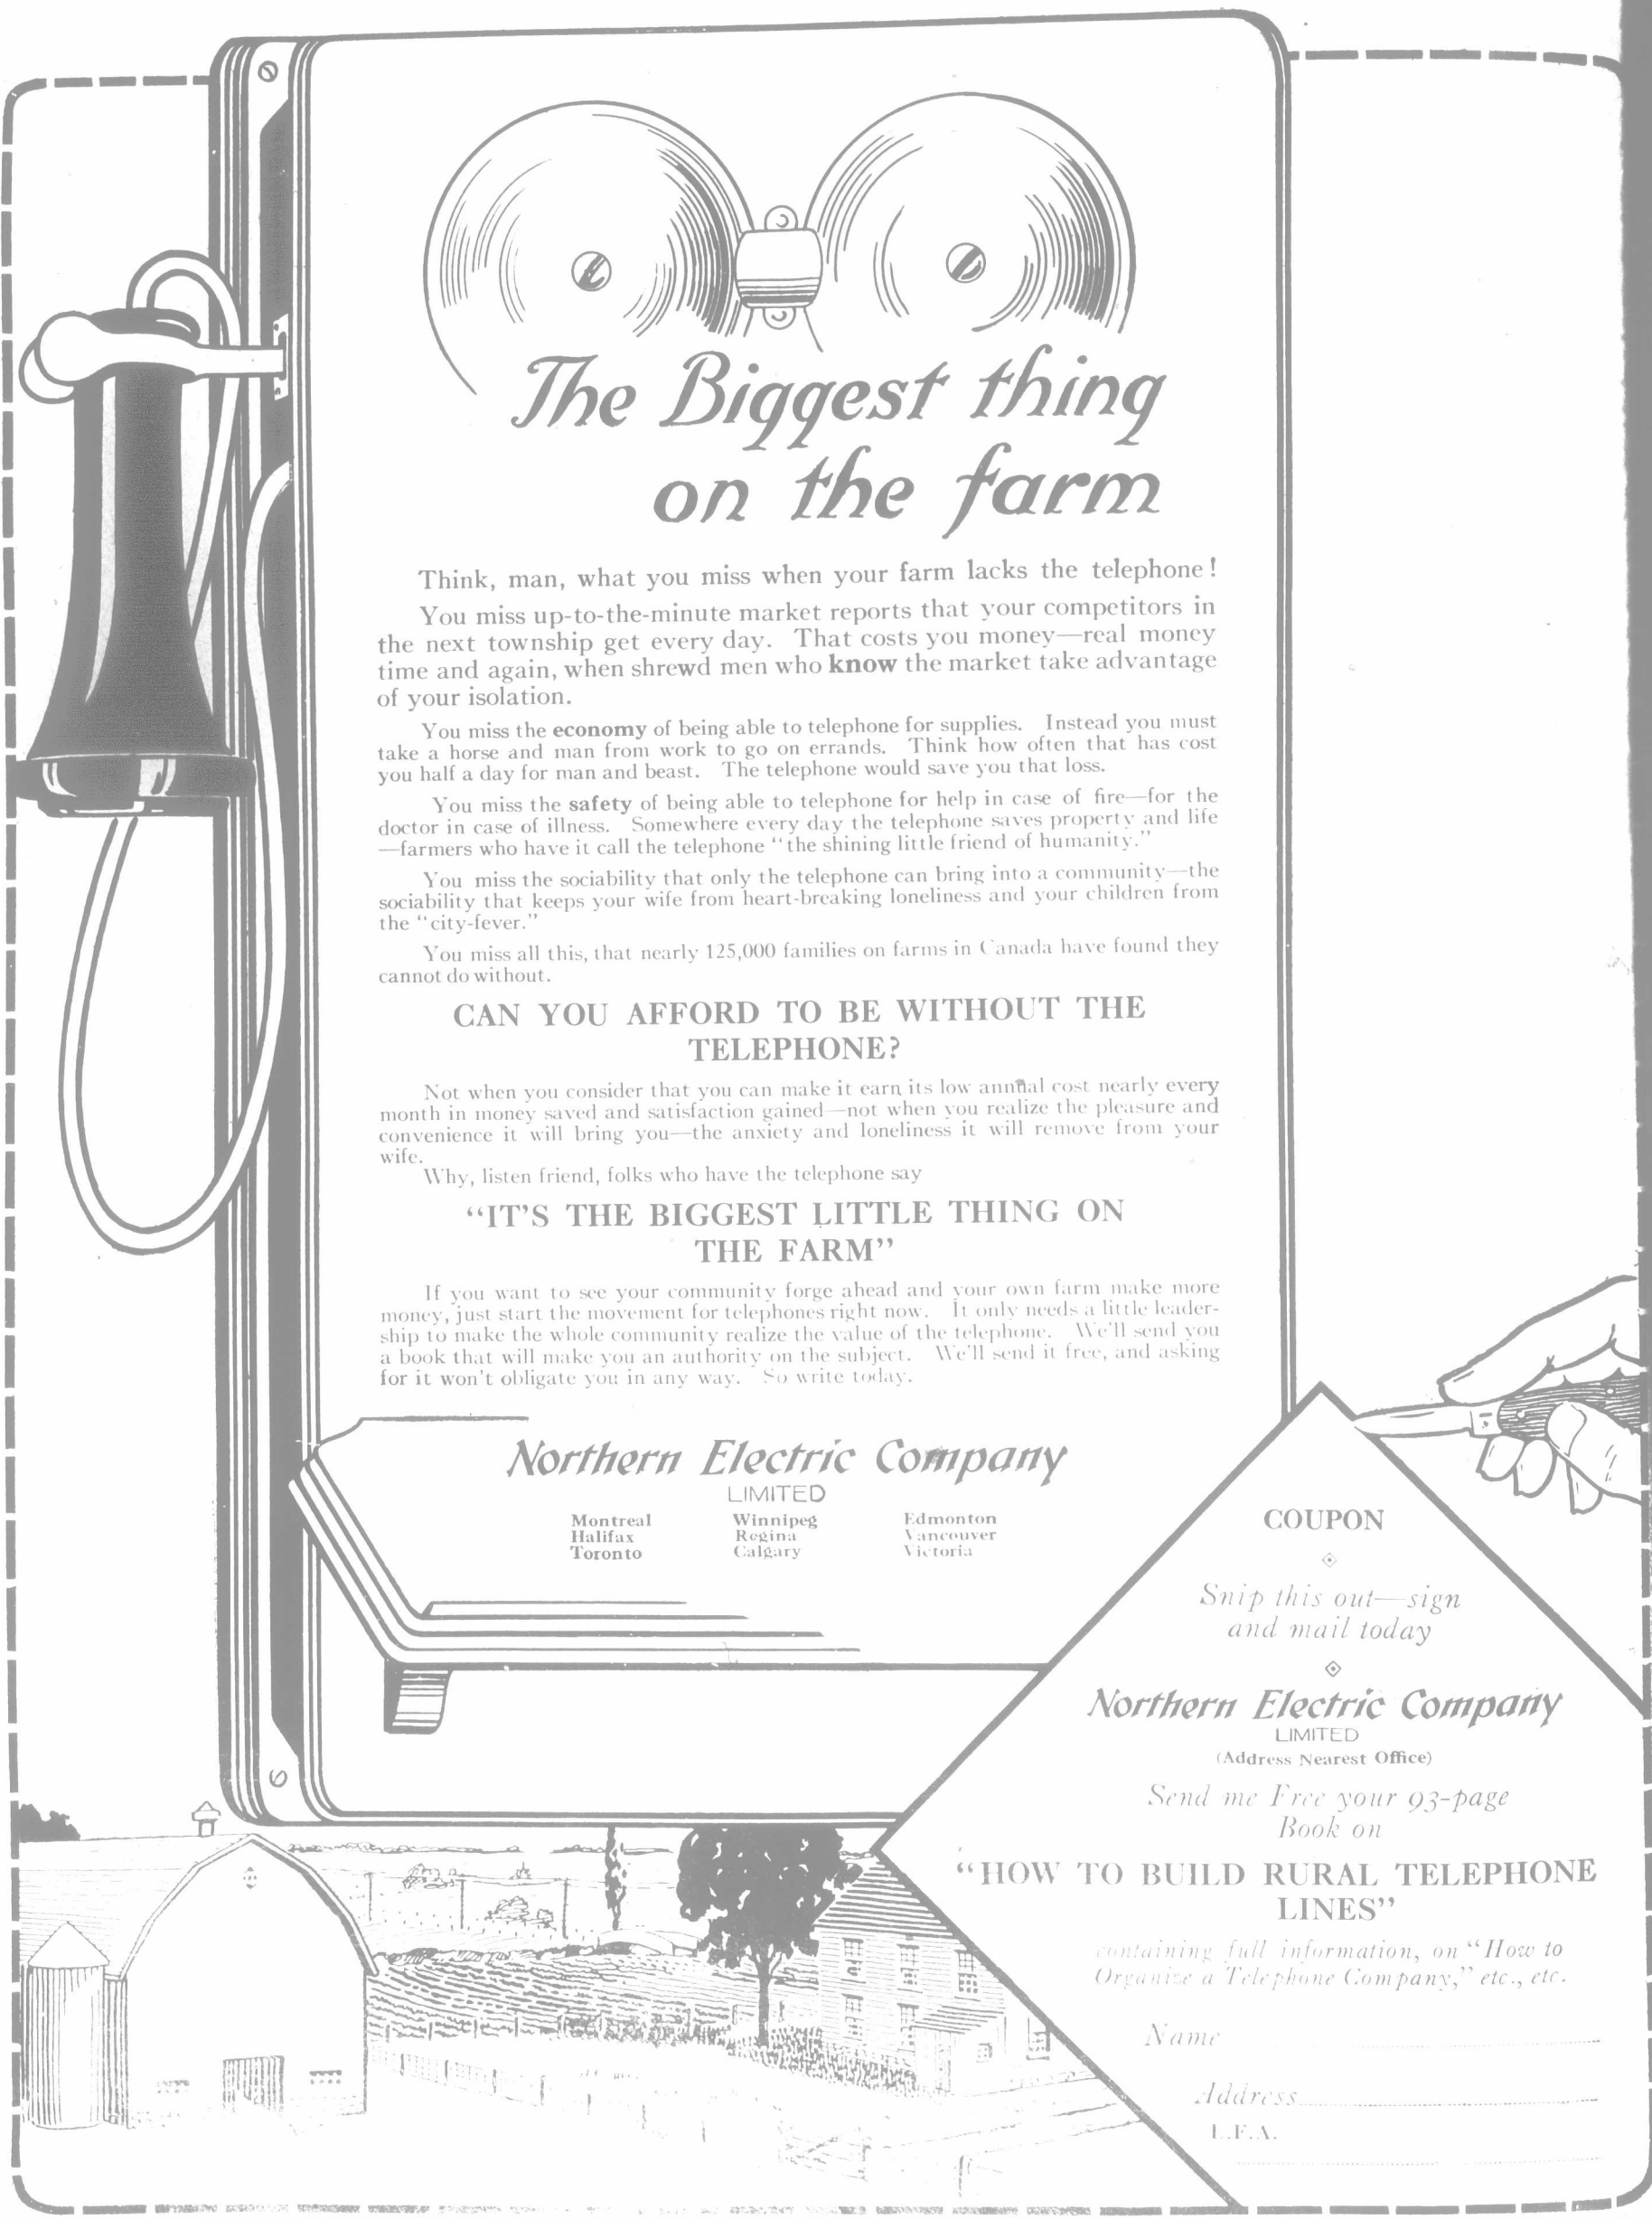 The Biggest thing
on the farm
Think, man, what you miss when your farm lacks the telephone!
You miss up-to-the-minute market reports that your competitors in
the next township get every day. That costs you money—real money
time and again, when shrewd men who know the market take advantage
of your isolation.
You miss the economy of being able to telephone for supplies. Instead you must
take a horse and man from work to go on errands. Think how often that has cost
you half a day for man and beast. The telephone would save you that loss.
You miss the safety of being able to telephone for help in case of fire—for the
doctor in case of illness. Somewhere every day the telephone saves property and life
—farmers who have it call the telephone "the shining little friend of humanity."
You miss the sociability that only the telephone can bring into a community—the
sociability that keeps your wife from heart-breaking loneliness and your children from
the "city-fever."
You miss all this, that nearly 125,000 families on farms in Canada have found they
cannot do without.
CAN YOU AFFORD TO BE WITHOUT THE
TELEPHONE?
Not when you consider that you can make it earn its low annual cost nearly every
month in money saved and satisfaction gained—not when you realize the pleasure and
convenience it will bring you—the anxiety and loneliness it will remove from your
wife.
Why, listen friend, folks who have the telephone say
"IT'S THE BIGGEST LITTLE THING ON
THE FARM"
If you want to see your community forge ahead and your own farm make more
money, just start the movement for telephones right now. It only needs a little leader-
ship to make the whole community realize the value of the telephone. We'll send you
a book that will make you an authority on the subject. We'll send it free, and asking
for it won't obligate you in any way. So write today.
Northern Electric Company
LIMITED
Montreal Winnipeg Edmonton
Halifax Regina Vancouver
Toronto Calgary Victoria
COUPON
Snip this out—sign
and mail today
Northern Electric Company
LIMITED
(Address Nearest Office)
Send me Free your 93-page
Book on
"HOW TO BUILD RURAL TELEPHONE
LINES"
containing full information, on "How to
Organize a Telephone Company," etc., etc.
Name
Address
L.F.A.